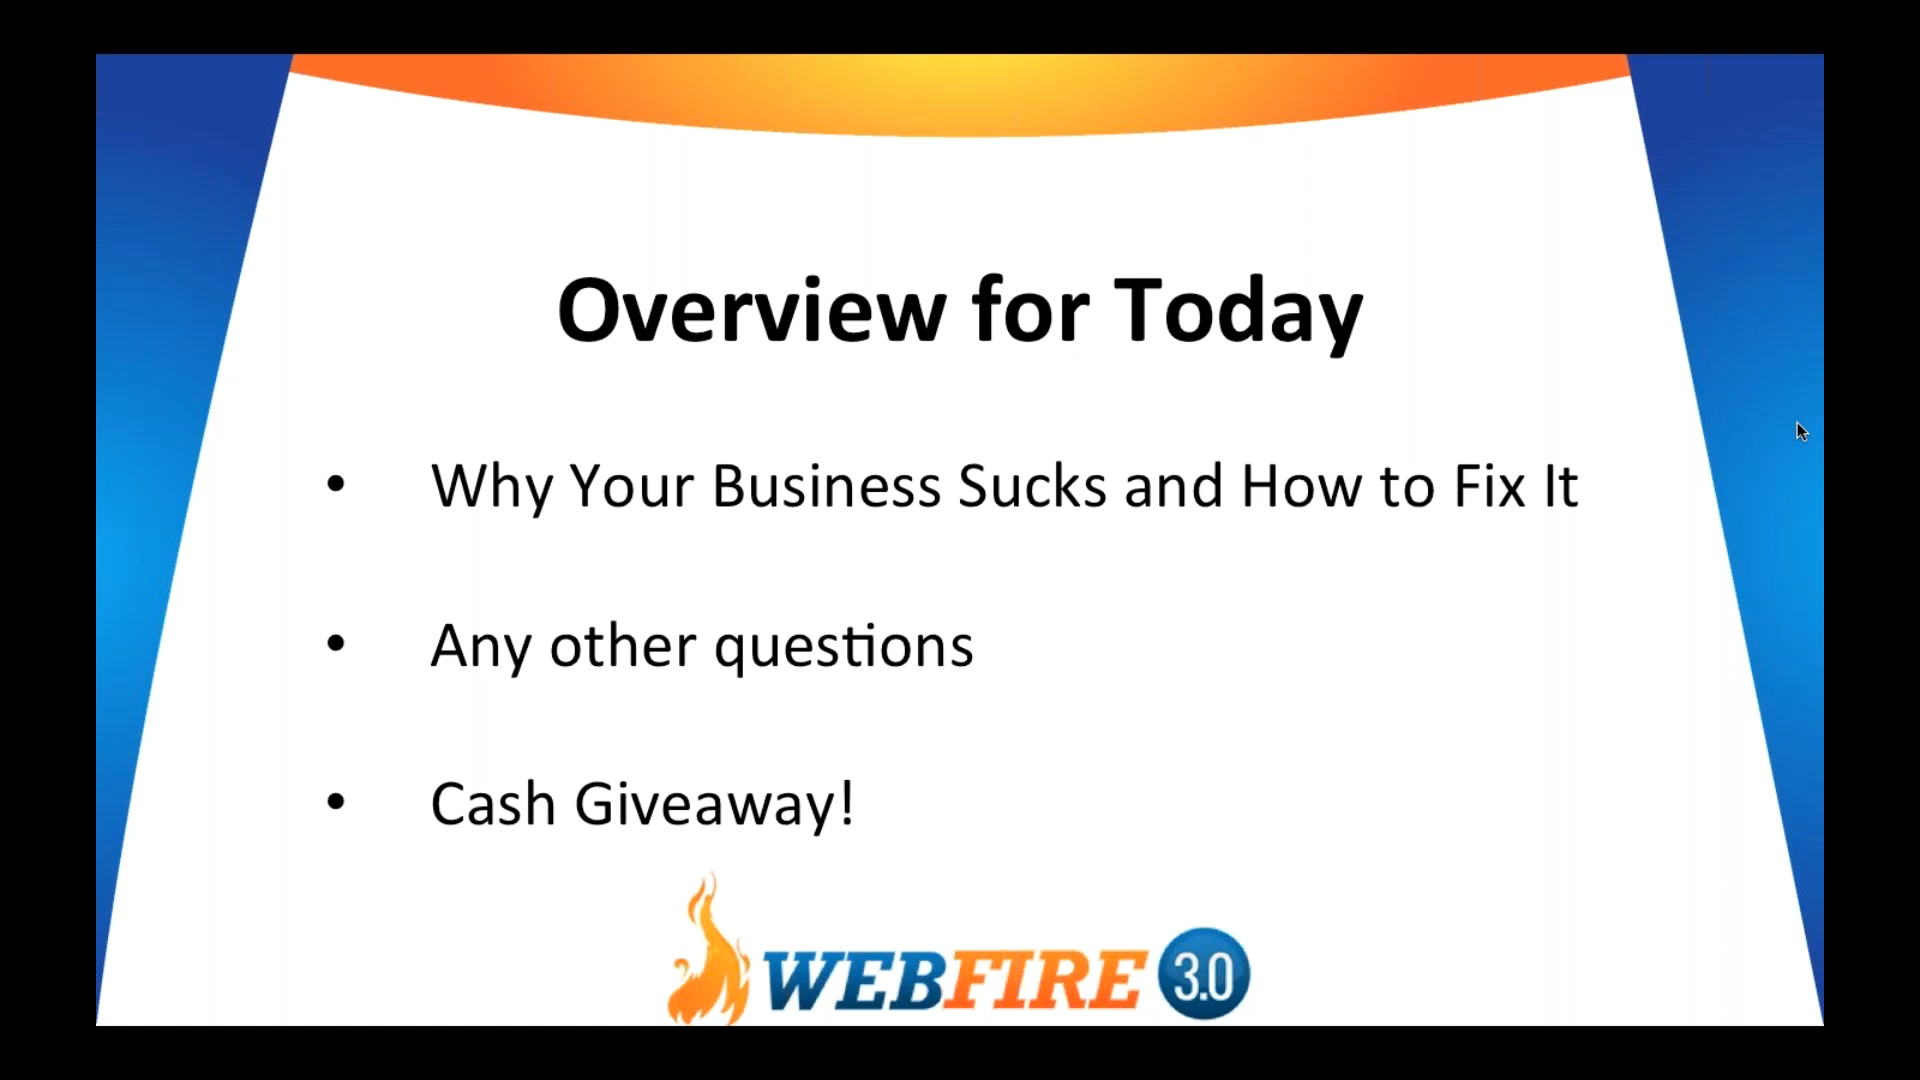 Overview for Today
• Why Your Business Sucks and How to Fix It
• Any other questions
• Cash Giveaway!
WEBFIRE 3.0